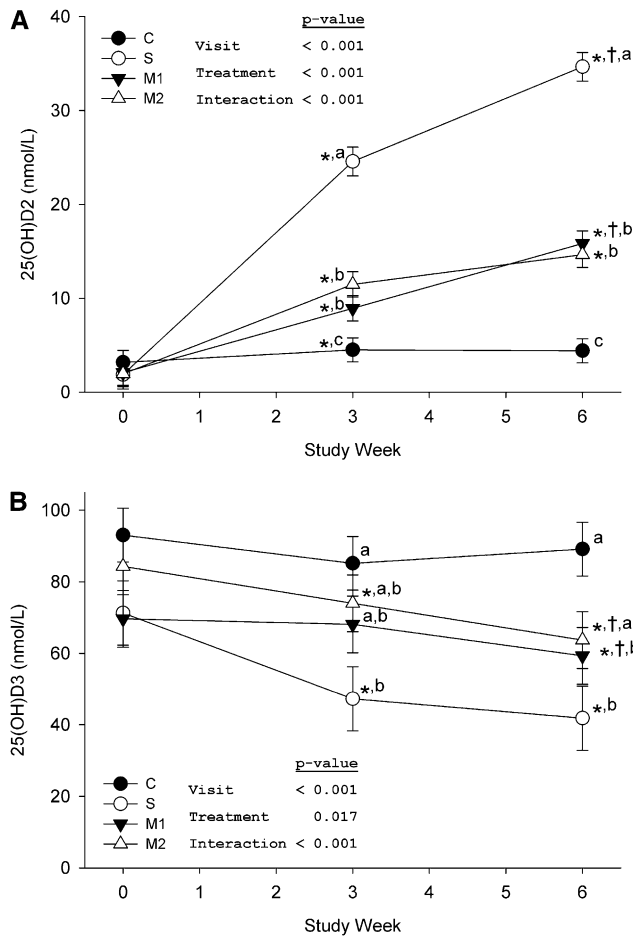 A
p-value
C
Visit < 0.001
S
M1
Treatment < 0.001
M2
Interaction < 0.001
40
30
20
10
0
25(OH)D2 (nmol/L)
*,†,a
*,a
*,†,b
*,b
*,b
*,b
*,c
c
0 1 2 3 4 5 6
Study Week
B
100
80
60
40
20
0
25(OH)D3 (nmol/L)
a
a
*,a,b
a,b
*,†,a
*,†,b
*,b
*,b
p-value
C
Visit < 0.001
S
Treatment 0.017
M1
M2
Interaction < 0.001
0 1 2 3 4 5 6
Study Week